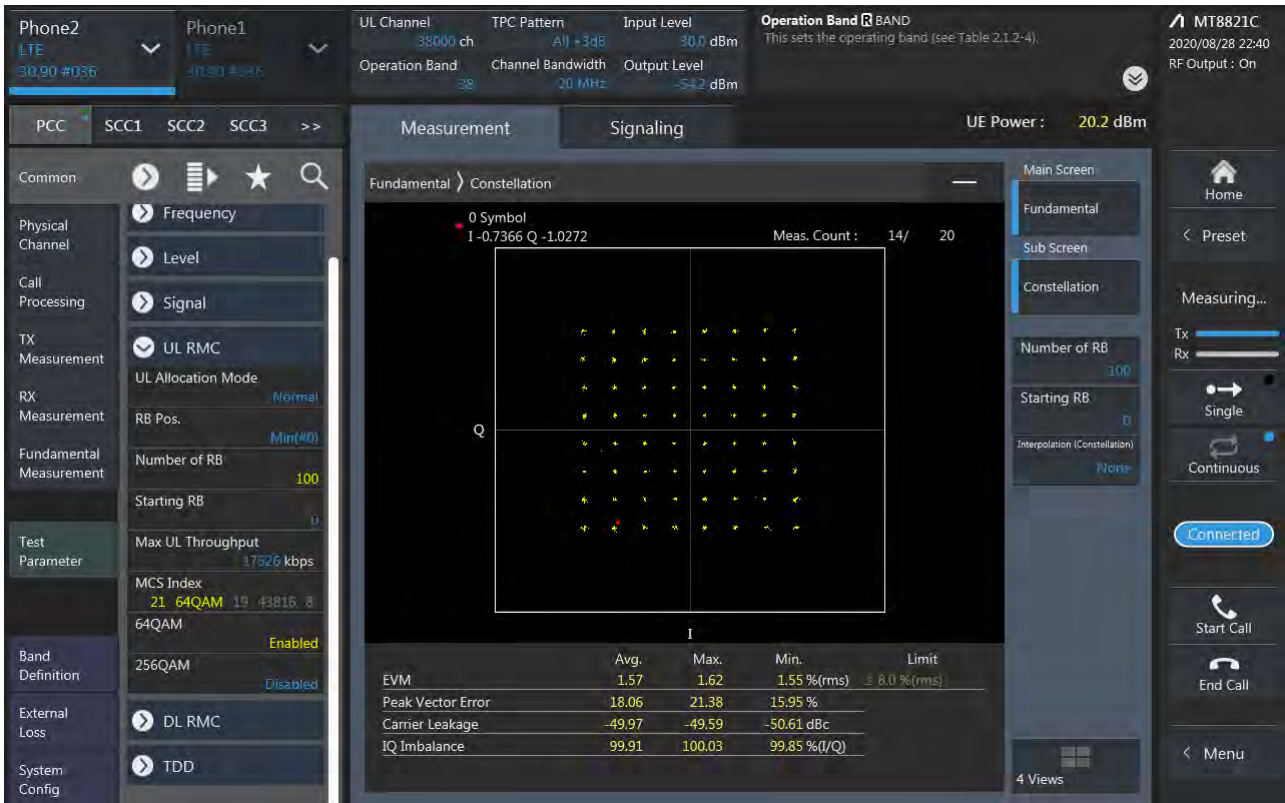 Phone2
LTE
30.90 #036
Phone1
LTE
30.90 #036
UL Channel
38000 ch
TPC Pattern
All +3dB
Input Level
30.0 dBm
Operation Band
38
Channel Bandwidth
20 MHz
Output Level
-54.2 dBm
Operation Band R BAND
This sets the operating band (see Table 2.1.2-4).
MT8821C
2020/08/28 22:40
RF Output : On
PCC SCC1 SCC2 SCC3 >>
Measurement Signaling
UE Power : 20.2 dBm
Common
Physical
Channel
Call
Processing
TX
Measurement
RX
Measurement
Fundamental
Measurement
Test
Parameter
Band
Definition
External
Loss
System
Config
Frequency
Level
Signal
UL RMC
UL Allocation Mode
Normal
RB Pos.
Min(#0)
Number of RB
100
Starting RB
0
Max UL Throughput
17526 kbps
MCS Index
21 64QAM 19 43816 8
64QAM
Enabled
256QAM
Disabled
DL RMC
TDD
Fundamental 〉 Constellation
0 Symbol
I -0.7366 Q -1.0272
Meas. Count : 14/ 20
Q
I
Avg. Max. Min. Limit
EVM 1.57 1.62 1.55 %(rms) ≤ 8.0 %(rms)
Peak Vector Error 18.06 21.38 15.95 %
Carrier Leakage -49.97 -49.59 -50.61 dBc
IQ Imbalance 99.91 100.03 99.85 %(I/Q)
Main Screen
Fundamental
Sub Screen
Constellation
Number of RB
100
Starting RB
0
Interpolation (Constellation)
None
4 Views
Home
< Preset
Measuring...
Tx
Rx
Single
Continuous
Connected
Start Call
End Call
< Menu